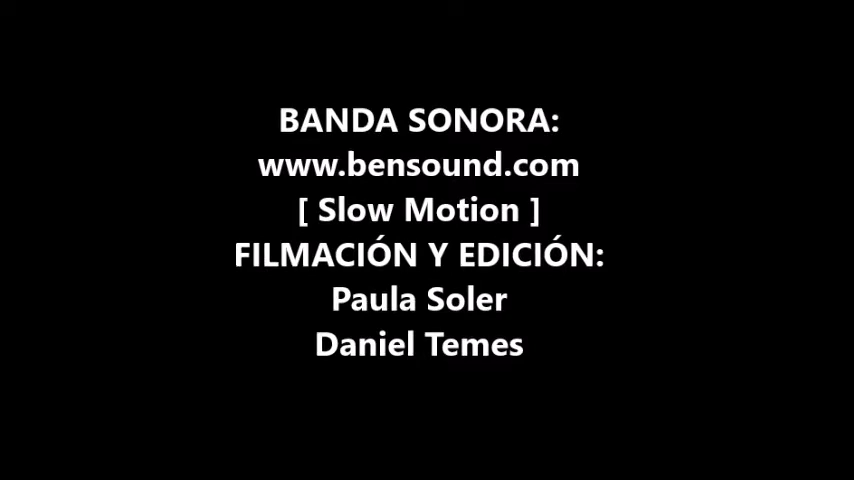 BANDA SONORA:
www.bensound.com
[ Slow Motion ]
FILMACIÓN Y EDICIÓN:
Paula Soler
Daniel Temes